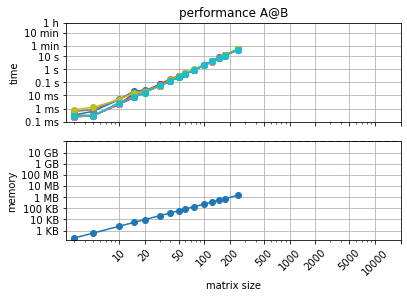 performance A@B
1 h
10 min
1 min
10 s
1 s
0.1 s
10 ms
1 ms
0.1 ms
time
10 GB
1 GB
100 MB
10 MB
1 MB
100 KB
10 KB
1 KB
memory
10
20
50
100
200
500
1000
2000
5000
10000
matrix size